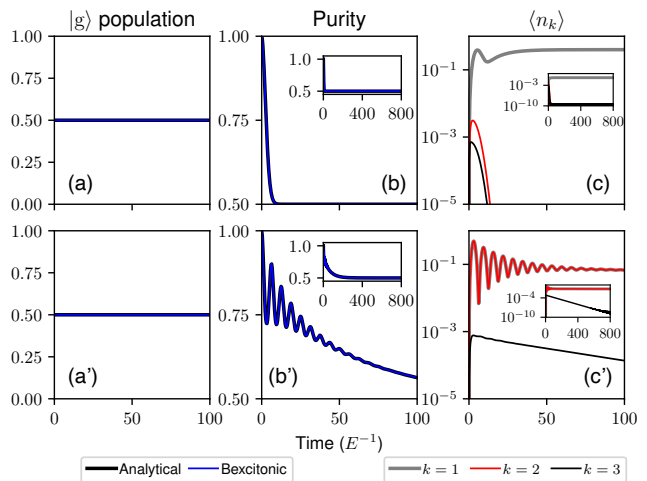 |g⟩ population
Purity
⟨n_k⟩
1.00
0.75
0.50
0.25
0.00
(a)
1.00
0.75
0.50
1.0
0.5
0 400 800
(b)
10⁻¹
10⁻³
10⁻⁵
10⁻³
10⁻¹⁰
0 400 800
(c)
1.00
0.75
0.50
0.25
0.00
0 50 100
(a’)
1.00
0.75
0.50
0 50 100
1.0
0.5
0 400 800
(b’)
10⁻¹
10⁻³
10⁻⁵
0 50 100
10⁻⁴
10⁻¹⁰
0 400 800
(c’)
Time (E⁻¹)
Analytical Bexcitonic
k = 1 k = 2 k = 3